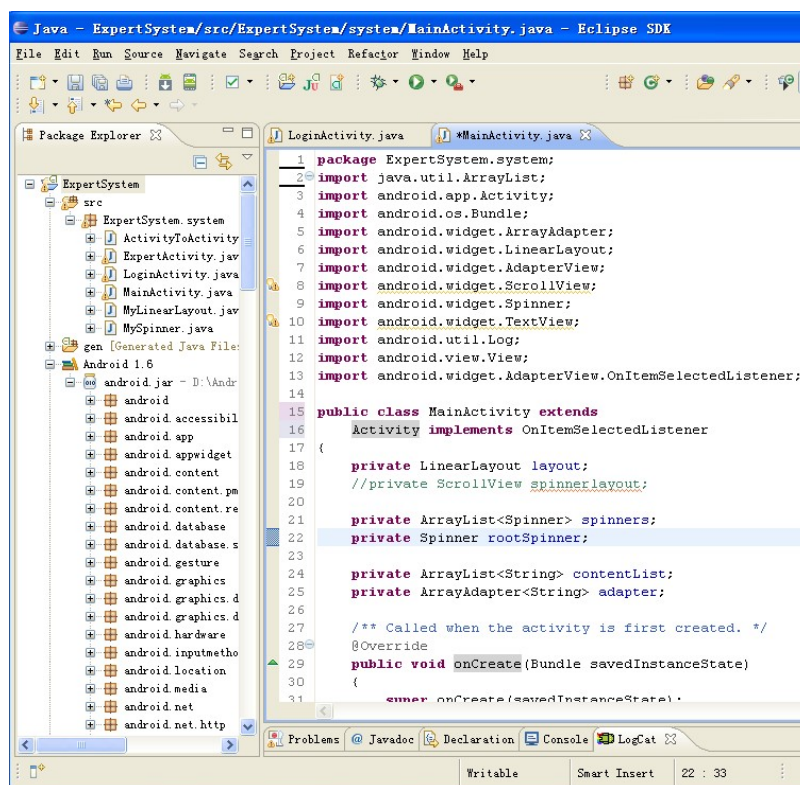 Java - ExpertSystem/src/ExpertSystem/system/MainActivity.java - Eclipse SDK
File Edit Run Source Navigate Search Project Refactor Window Help
Package Explorer
ExpertSystem
src
ExpertSystem.system
ActivityToActivity
ExpertActivity.jav
LoginActivity.java
MainActivity.java
MyLinearLayout.jav
MySpinner.java
gen [Generated Java File:
Android 1.6
android.jar - D:\Andr
android
android.accessibil
android.app
android.appwidget
android.content
android.content.pm
android.content.re
android.database
android.database.s
android.gesture
android.graphics
android.graphics.d
android.graphics.d
android.hardware
android.inputmetho
android.location
android.media
android.net
android.net.http
LoginActivity.java *MainActivity.java
1 package ExpertSystem.system;
2 import java.util.ArrayList;
3 import android.app.Activity;
4 import android.os.Bundle;
5 import android.widget.ArrayAdapter;
6 import android.widget.LinearLayout;
7 import android.widget.AdapterView;
8 import android.widget.ScrollView;
9 import android.widget.Spinner;
10 import android.widget.TextView;
11 import android.util.Log;
12 import android.view.View;
13 import android.widget.AdapterView.OnItemSelectedListener;
14
15 public class MainActivity extends
16 Activity implements OnItemSelectedListener
17 {
18 private LinearLayout layout;
19 //private ScrollView spinnerlayout;
20
21 private ArrayList<Spinner> spinners;
22 private Spinner rootSpinner;
23
24 private ArrayList<String> contentList;
25 private ArrayAdapter<String> adapter;
26
27 /** Called when the activity is first created. */
28 @Override
29 public void onCreate(Bundle savedInstanceState)
30 {
31 super.onCreate(savedInstanceState);
Problems @ Javadoc Declaration Console LogCat
Writable Smart Insert 22 : 33